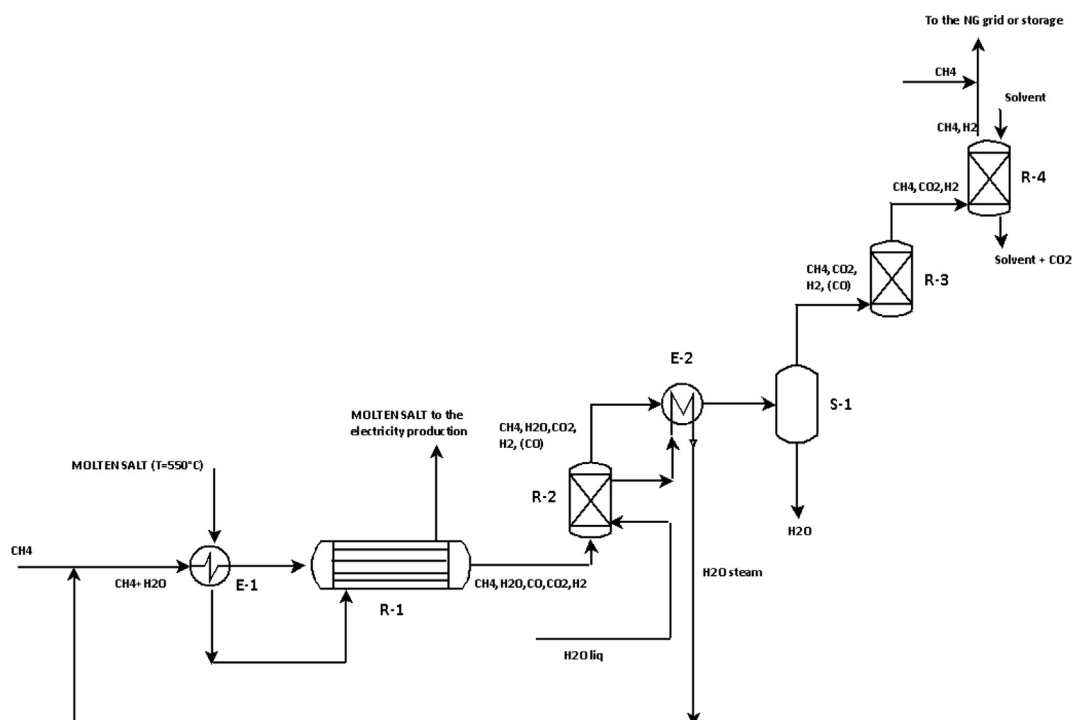 To the NG grid or storage
CH4
Solvent
CH4, H2
R-4
CH4, CO2, H2
Solvent + CO2
CH4, CO2,
H2, (CO)
R-3
E-2
S-1
MOLTEN SALT to the
electricity production
CH4, H2O, CO2,
H2, (CO)
MOLTEN SALT (T=550°C)
R-2
H2O
CH4
CH4+ H2O
E-1
R-1
CH4, H2O, CO, CO2, H2
H2O steam
H2O liq